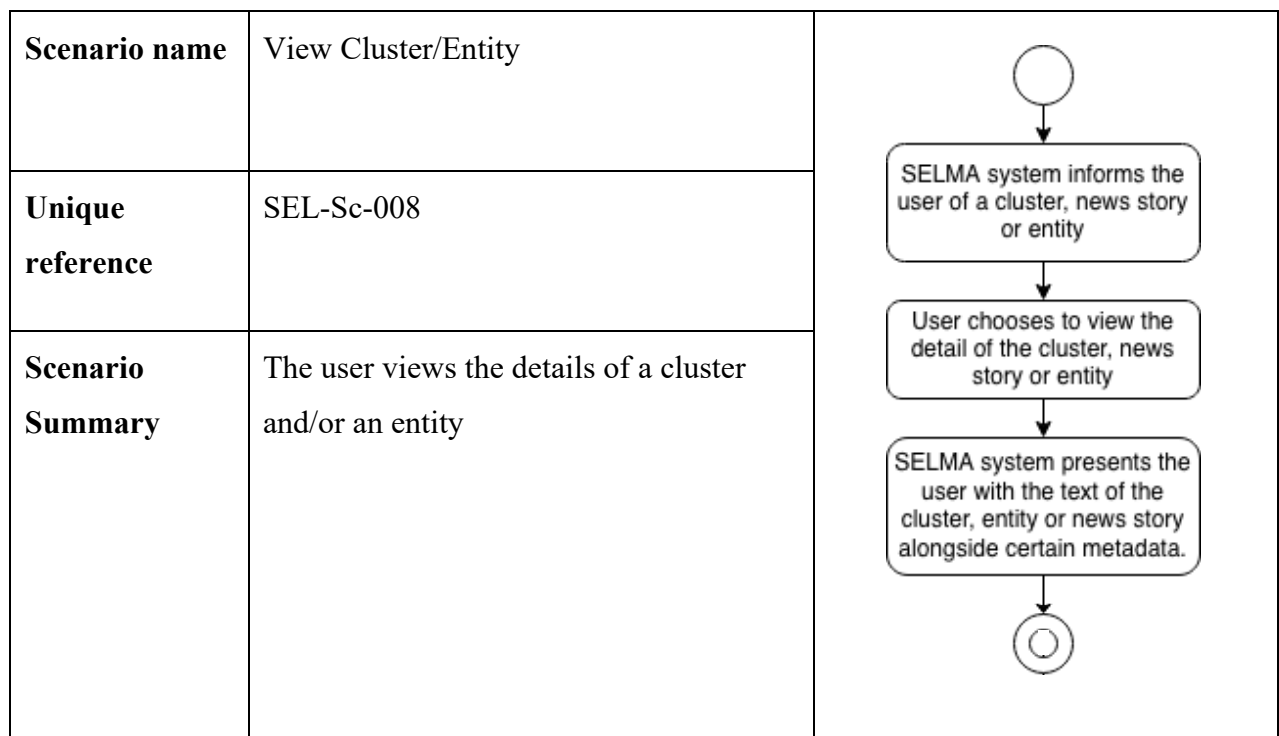 Scenario name
View Cluster/Entity
Unique
reference
SEL-Sc-008
Scenario
Summary
The user views the details of a cluster
and/or an entity
SELMA system informs the
user of a cluster, news story
or entity
User chooses to view the
detail of the cluster, news
story or entity
SELMA system presents the
user with the text of the
cluster, entity or news story
alongside certain metadata.